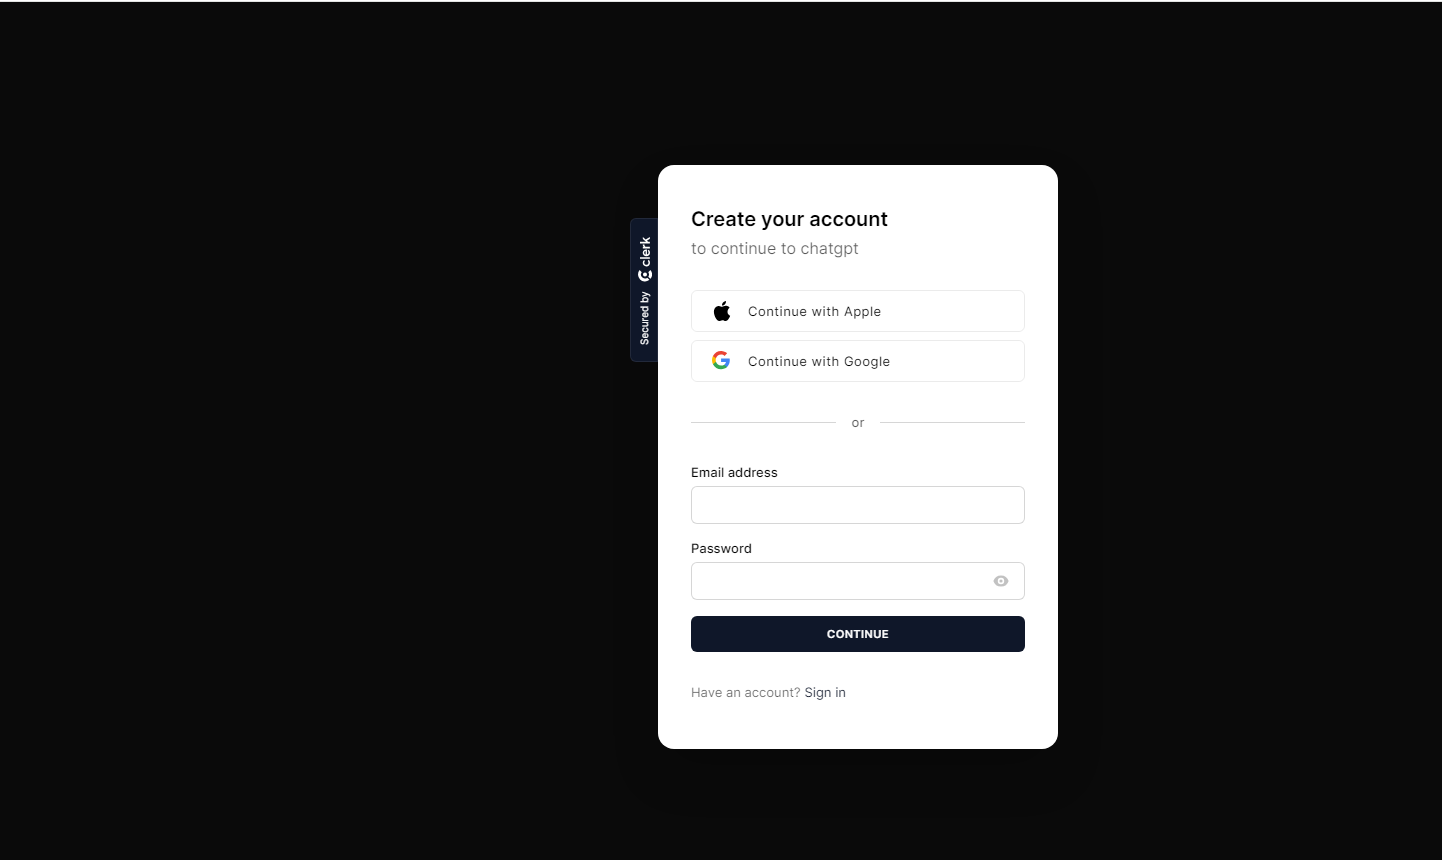 Create your account
to continue to chatgpt
Secured by clerk
Continue with Apple
Continue with Google
or
Email address
Password
CONTINUE
Have an account? Sign in